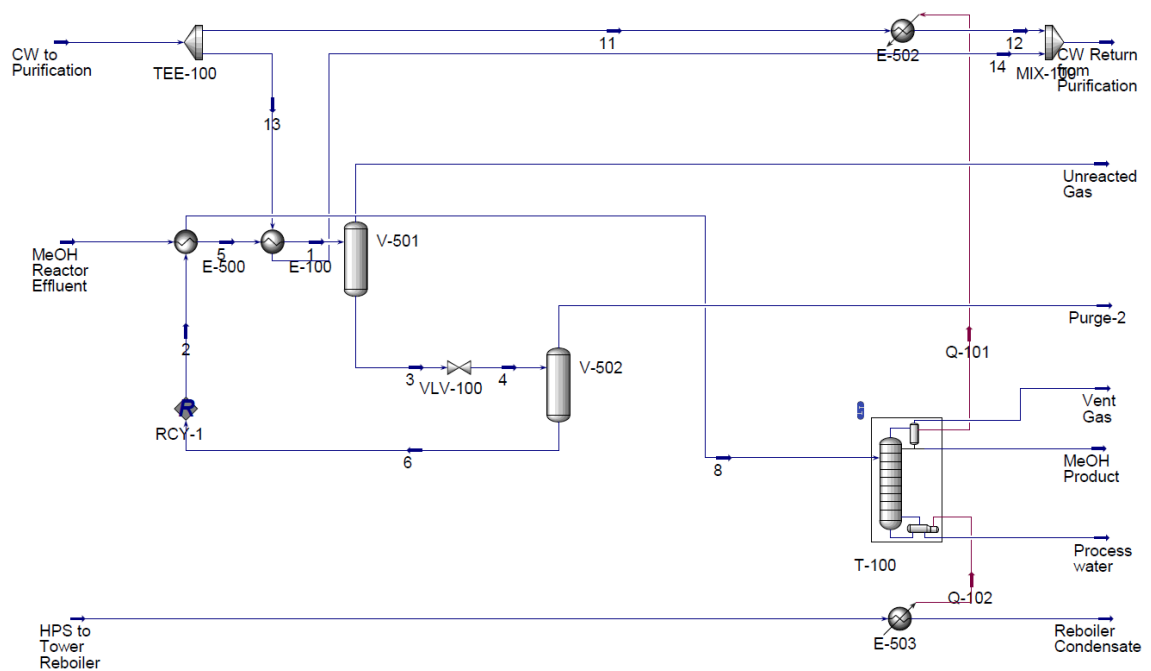 11
E-502
12
CW to
Purification
TEE-100
14
MIX-100
CW Return
from
Purification
13
Unreacted
Gas
V-501
MeOH
Reactor
Effluent
5
E-500
1
E-100
Purge-2
2
Q-101
3
VLV-100
4
V-502
Vent
Gas
R
RCY-1
MeOH
Product
6
8
Process
water
T-100
Q-102
HPS to
Tower
Reboiler
E-503
Reboiler
Condensate